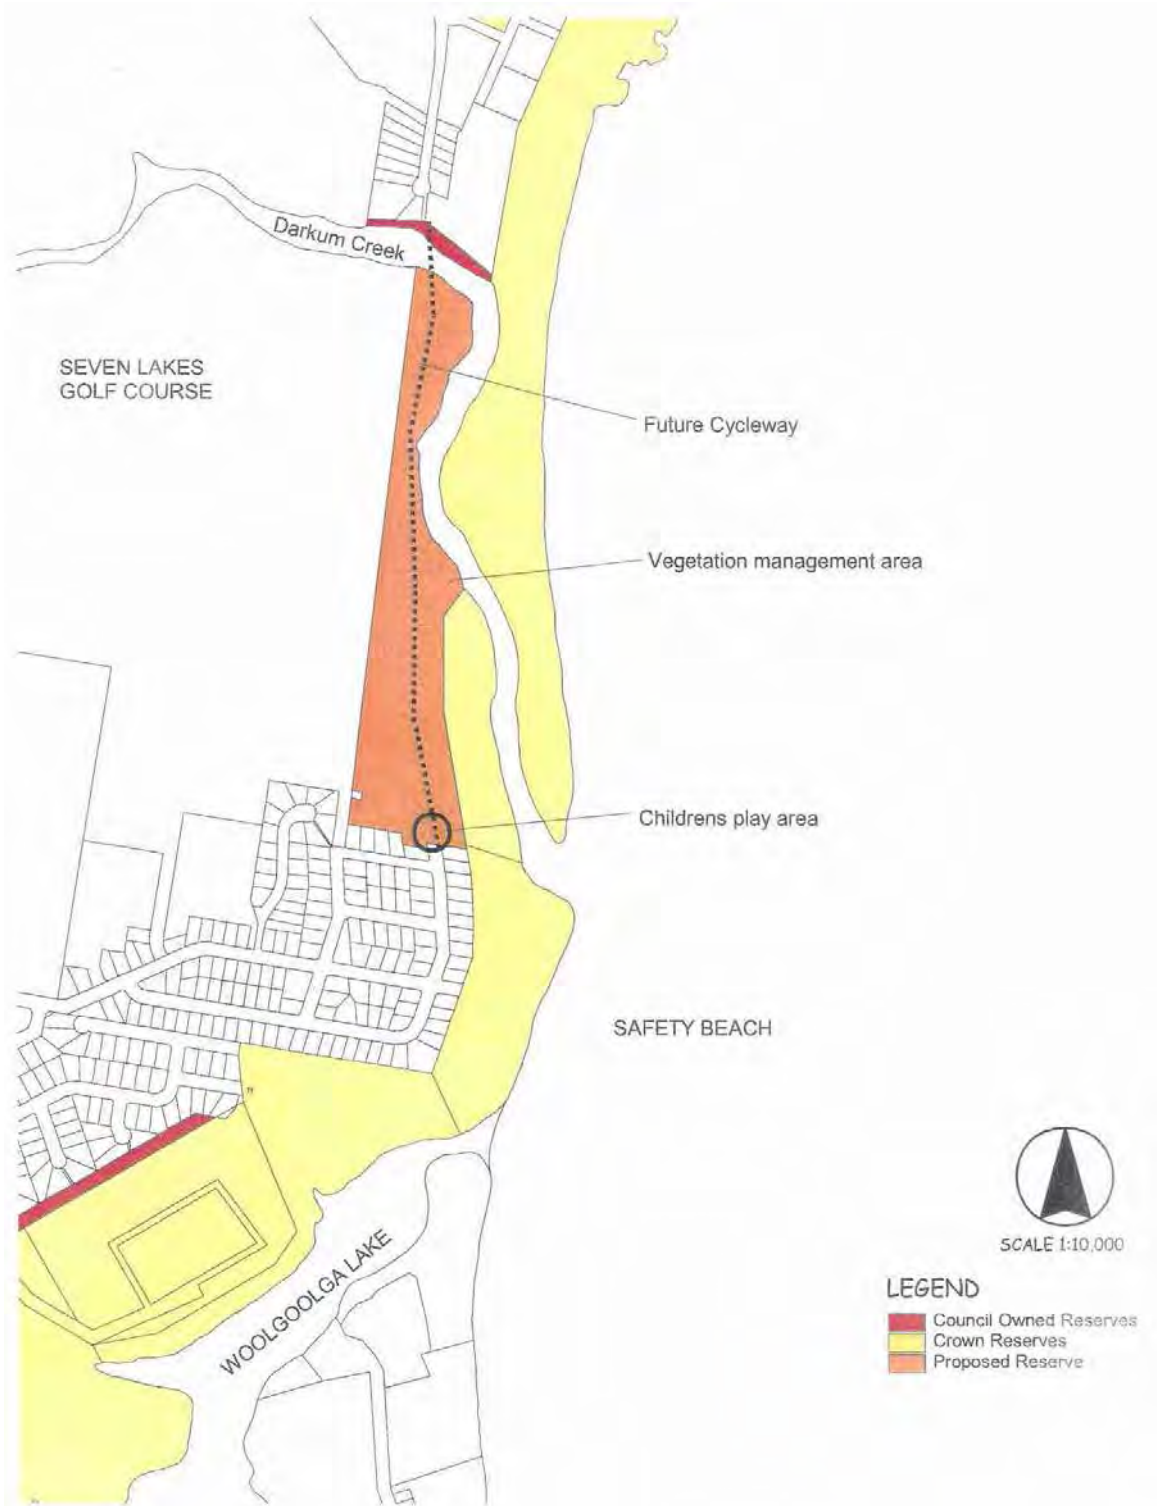 Darkum Creek
SEVEN LAKES
GOLF COURSE
Future Cycleway
Vegetation management area
Childrens play area
SAFETY BEACH
WOOLGOOLGA LAKE
SCALE 1:10,000
LEGEND
Council Owned Reserves
Crown Reserves
Proposed Reserve